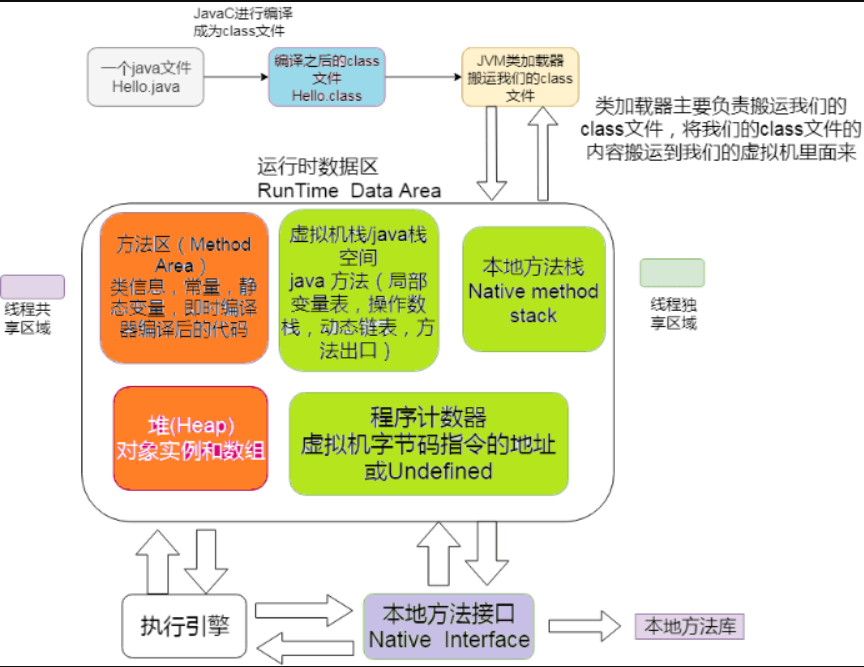 JavaC进行编译
成为class文件
一个java文件
Hello.java
编译之后的class
文件
Hello.class
JVM类加载器
搬运我们的class
文件
类加载器主要负责搬运我们的
class文件，将我们的class文件的
内容搬运到我们的虚拟机里面来
运行时数据区
RunTime Data Area
方法区（Method
Area）
类信息，常量，静
态变量，即时编译
器编译后的代码
虚拟机栈/java栈
空间
java 方法（局部
变量表，操作数
栈，动态链表，方
法出口）
本地方法栈
Native method
stack
线程共
享区域
线程独
享区域
堆(Heap)
对象实例和数组
程序计数器
虚拟机字节码指令的地址
或Undefined
执行引擎
本地方法接口
Native Interface
本地方法库